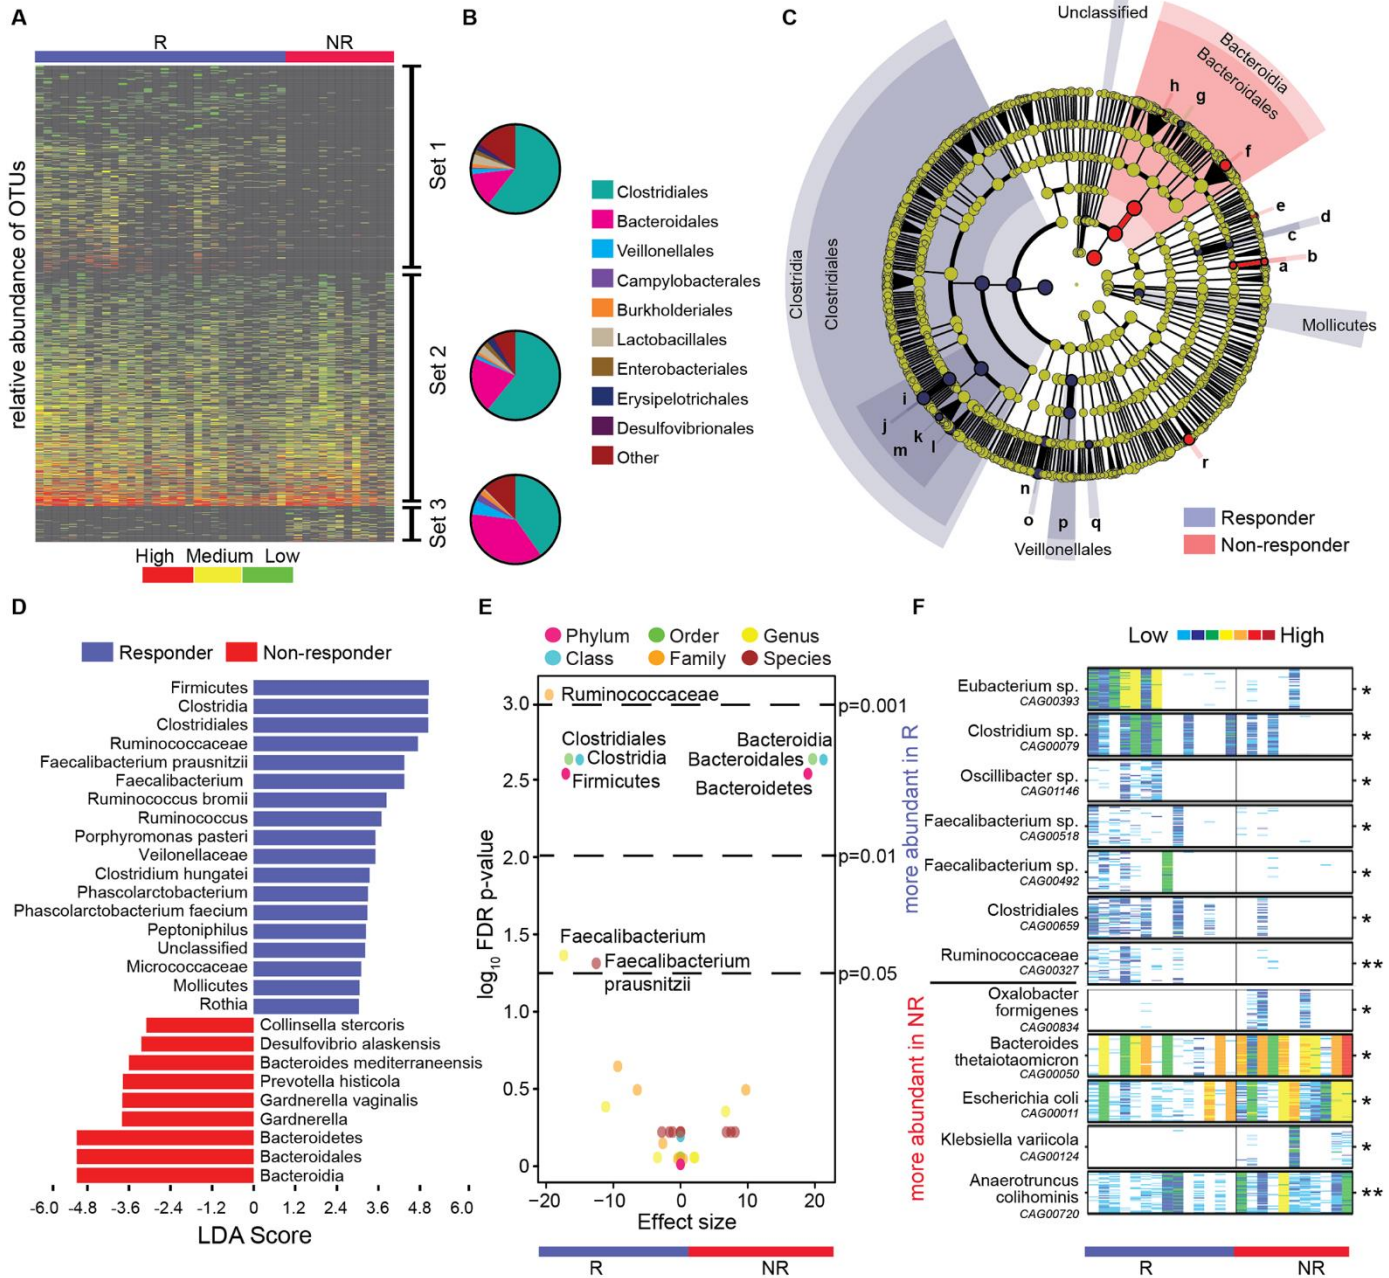 A
R
NR
relative abundance of OTUs
Set 1
Set 2
Set 3
High Medium Low
B
Clostridiales
Bacteroidales
Veillonellales
Campylobacterales
Burkholderiales
Lactobacillales
Enterobacteriales
Erysipelotrichales
Desulfovibrionales
Other
C
Unclassified
Bacteroidia
Bacteroidales
h
g
f
e
d
c
b
a
Mollicutes
Clostridia
Clostridiales
i
j
k
m
l
n
o
p
q
r
Veillonellales
Responder
Non-responder
D
Responder
Non-responder
Firmicutes
Clostridia
Clostridiales
Ruminococcaceae
Faecalibacterium prausnitzii
Faecalibacterium
Ruminococcus bromii
Ruminococcus
Porphyromonas pasteri
Veilonellaceae
Clostridium hungatei
Phascolarctobacterium
Phascolarctobacterium faecium
Peptoniphilus
Unclassified
Micrococcaceae
Mollicutes
Rothia
Collinsella stercoris
Desulfovibrio alaskensis
Bacteroides mediterraneensis
Prevotella histicola
Gardnerella vaginalis
Gardnerella
Bacteroidetes
Bacteroidales
Bacteroidia
-6.0 -4.8 -3.6 -2.4 -1.2 0 1.2 2.4 3.6 4.8 6.0
LDA Score
E
Phylum Order Genus
Class Family Species
Ruminococcaceae
3.0
p=0.001
Clostridiales
Clostridia
Firmicutes
Bacteroidia
Bacteroidales
Bacteroidetes
2.5
2.0
p=0.01
1.5
Faecalibacterium
Faecalibacterium
prausnitzii
p=0.05
1.0
0.5
0
log10 FDR p-value
−20 −10 0 10 20
Effect size
R
NR
F
Low High
more abundant in R
Eubacterium sp.
CAG00393
*
Clostridium sp.
CAG00079
*
Oscillibacter sp.
CAG01146
*
Faecalibacterium sp.
CAG00518
*
Faecalibacterium sp.
CAG00492
*
Clostridiales
CAG00659
*
Ruminococcaceae
CAG00327
**
more abundant in NR
Oxalobacter
formigenes
CAG00834
*
Bacteroides
thetaiotaomicron
CAG00050
*
Escherichia coli
CAG00011
*
Klebsiella variicola
CAG00124
*
Anaerotruncus
colihominis
CAG00720
**
R
NR